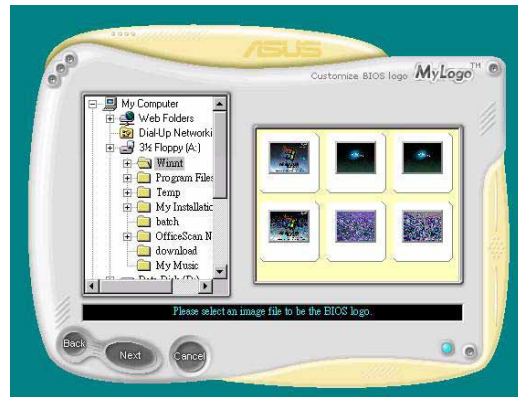 ASUS
Customize BIOS logo MyLogo™
My Computer
Web Folders
Dial-Up Networki
3½ Floppy (A:)
Winnt
Program Files
Temp
My Installatic
batch
OfficeScan N
download
My Music
Data Disk (D:)
Please select an image file to be the BIOS logo.
Back
Next
Cancel